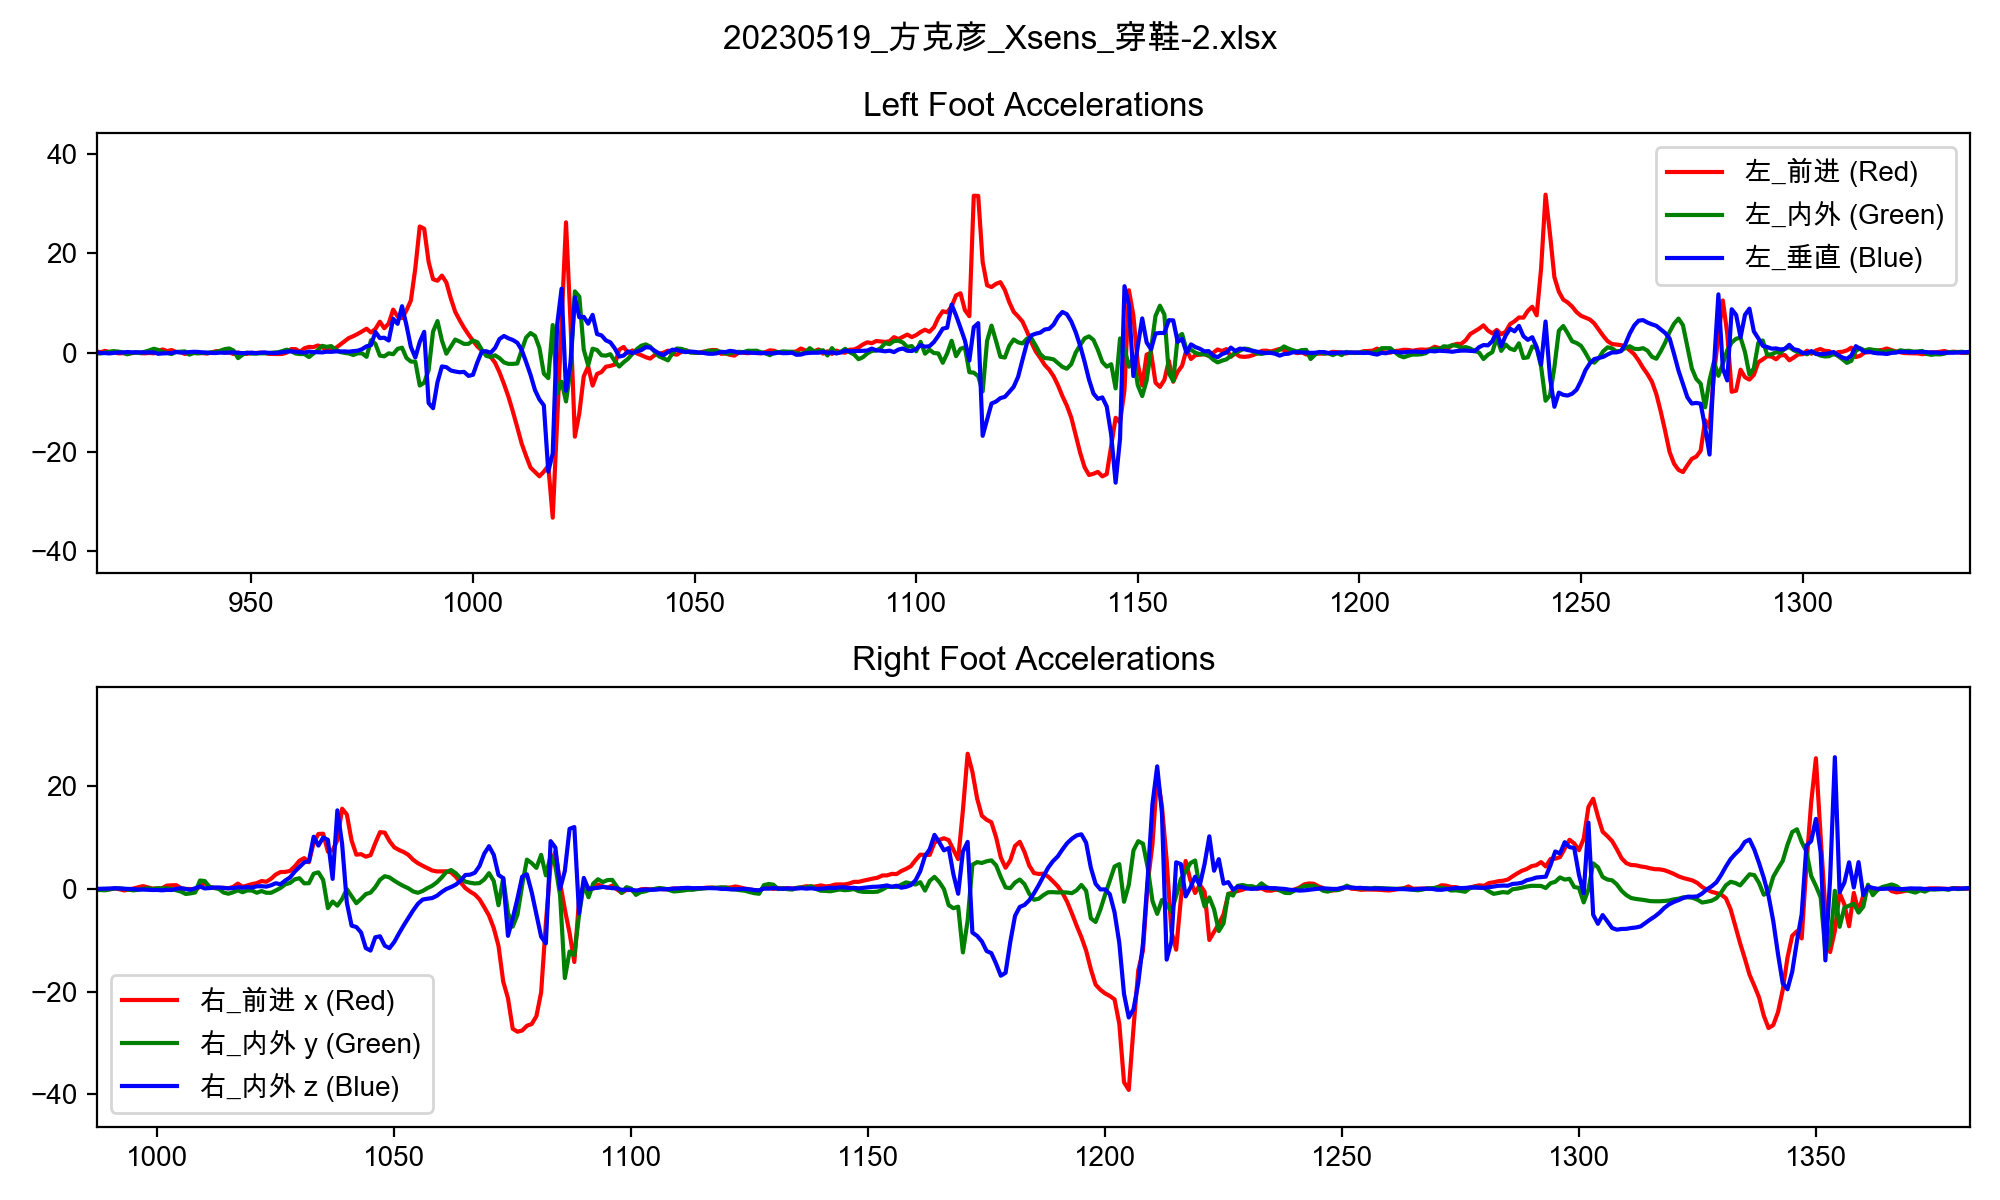 20230519_方克彦_Xsens_穿鞋-2.xlsx
Left Foot Accelerations
40
20
0
−20
−40
左_前进 (Red)
左_内外 (Green)
左_垂直 (Blue)
950 1000 1050 1100 1150 1200 1250 1300
Right Foot Accelerations
20
0
−20
−40
右_前进 x (Red)
右_内外 y (Green)
右_内外 z (Blue)
1000 1050 1100 1150 1200 1250 1300 1350